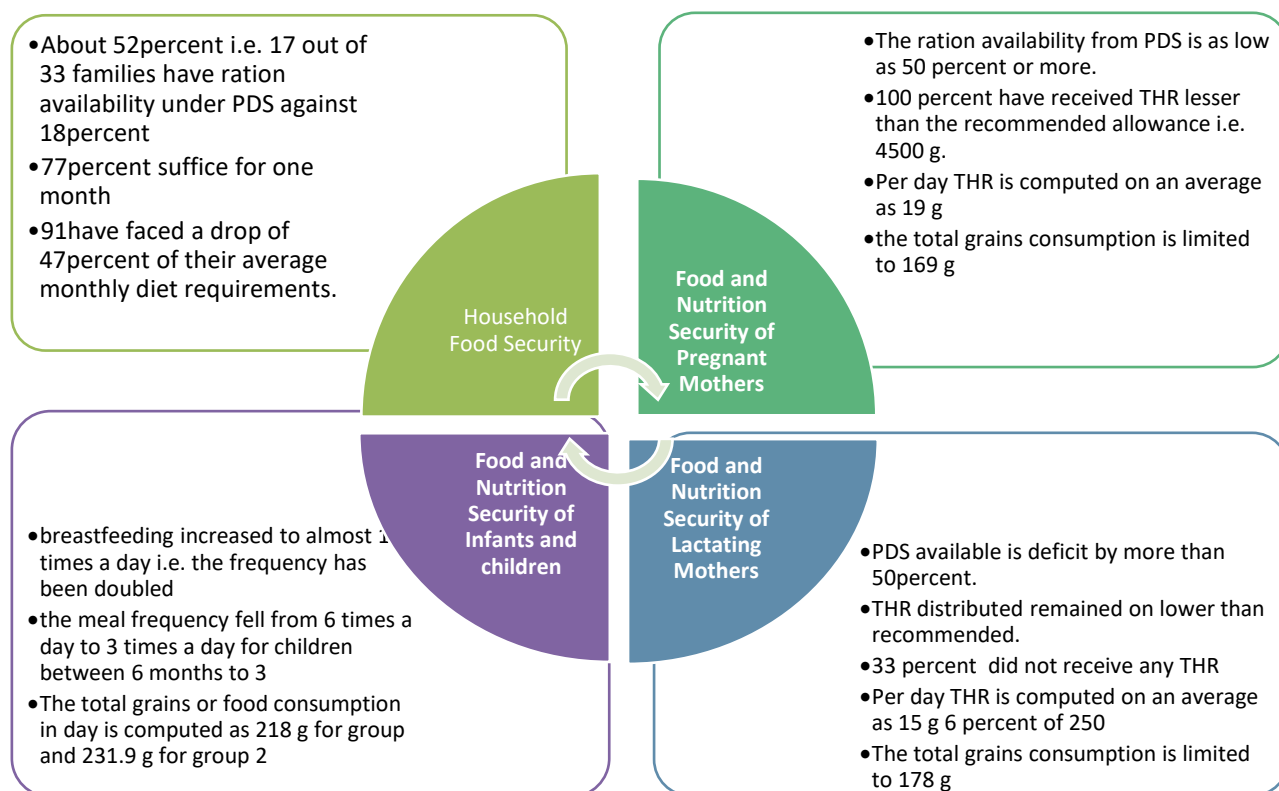 •About 52percent i.e. 17 out of
33 families have ration
availability under PDS against
18percent
•77percent suffice for one
month
•91have faced a drop of
47percent of their average
monthly diet requirements.
•The ration availability from PDS is as low
as 50 percent or more.
•100 percent have received THR lesser
than the recommended allowance i.e.
4500 g.
•Per day THR is computed on an average
as 19 g
•the total grains consumption is limited
to 169 g
Household
Food Security
Food and
Nutrition
Security of
Pregnant
Mothers
Food and
Nutrition
Security of
Infants and
children
Food and
Nutrition
Security of
Lactating
Mothers
•breastfeeding increased to almost
times a day i.e. the frequency has
been doubled
•the meal frequency fell from 6 times a
day to 3 times a day for children
between 6 months to 3
•The total grains or food consumption
in day is computed as 218 g for group
and 231.9 g for group 2
•PDS available is deficit by more than
50percent.
•THR distributed remained on lower than
recommended.
•33 percent did not receive any THR
•Per day THR is computed on an average
as 15 g 6 percent of 250
•The total grains consumption is limited
to 178 g